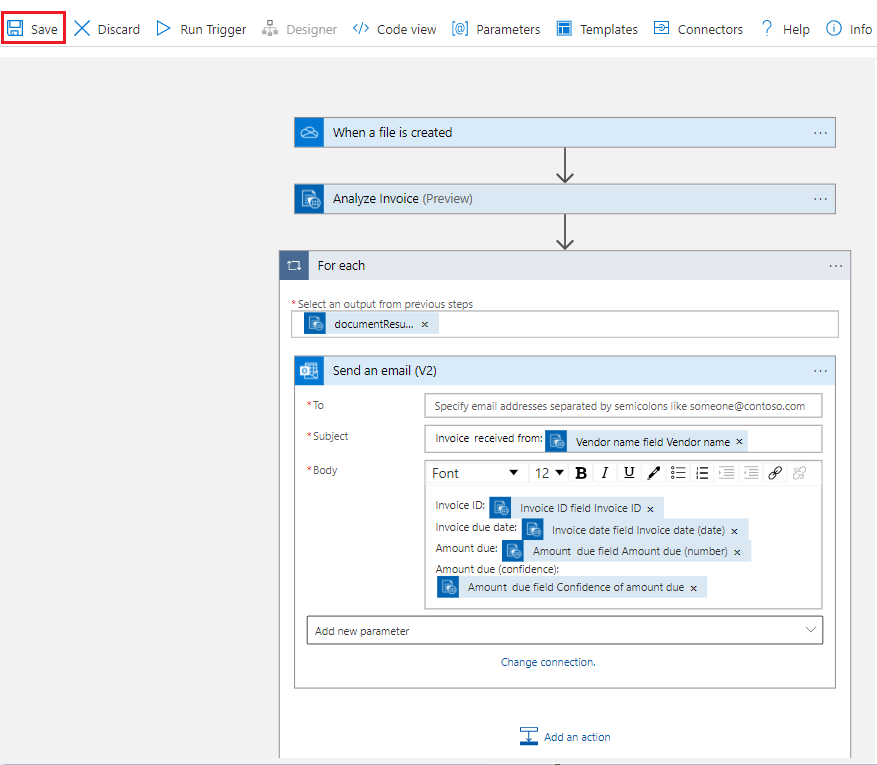 Save Discard Run Trigger Designer Code view Parameters Templates Connectors Help Info
When a file is created
Analyze Invoice (Preview)
For each
* Select an output from previous steps
documentResu... ×
Send an email (V2)
* To Specify email addresses separated by semicolons like someone@contoso.com
* Subject Invoice received from: Vendor name field Vendor name ×
* Body Font 12 B I U
Invoice ID: Invoice ID field Invoice ID ×
Invoice due date: Invoice date field Invoice date (date) ×
Amount due: Amount due field Amount due (number) ×
Amount due (confidence):
Amount due field Confidence of amount due ×
Add new parameter
Change connection.
Add an action